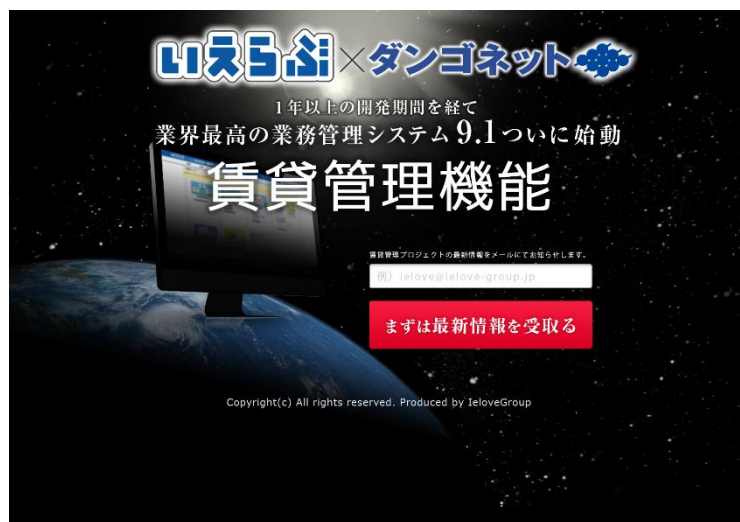 いえらぶ×ダンゴネット
1年以上の開発期間を経て
業界最高の業務管理システム9.1ついに始動
賃貸管理機能
賃貸管理プロジェクトの最新情報をメールにてお知らせします。
例）ielove@ielove-group.jp
まずは最新情報を受取る
Copyright(c) All rights reserved. Produced by IeloveGroup